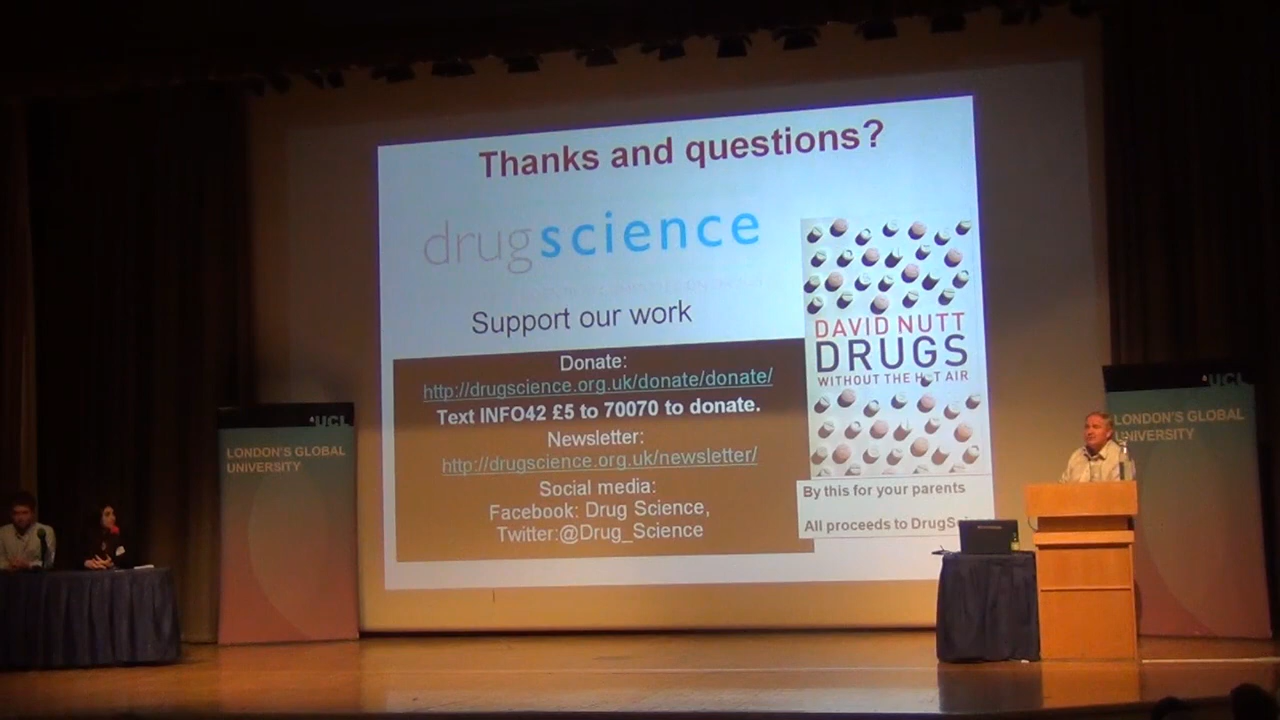 Thanks and questions?
drugscience
Support our work
Donate:
http://drugscience.org.uk/donate/donate/
Text INFO42 £5 to 70070 to donate.
Newsletter:
http://drugscience.org.uk/newsletter/
Social media:
Facebook: Drug Science,
Twitter:@Drug_Science
DAVID NUTT
DRUGS
WITHOUT THE H T AIR
By this for your parents
All proceeds to DrugSci
UCL
LONDON'S GLOBAL
UNIVERSITY
UCL
LONDON'S GLOBAL
UNIVERSITY